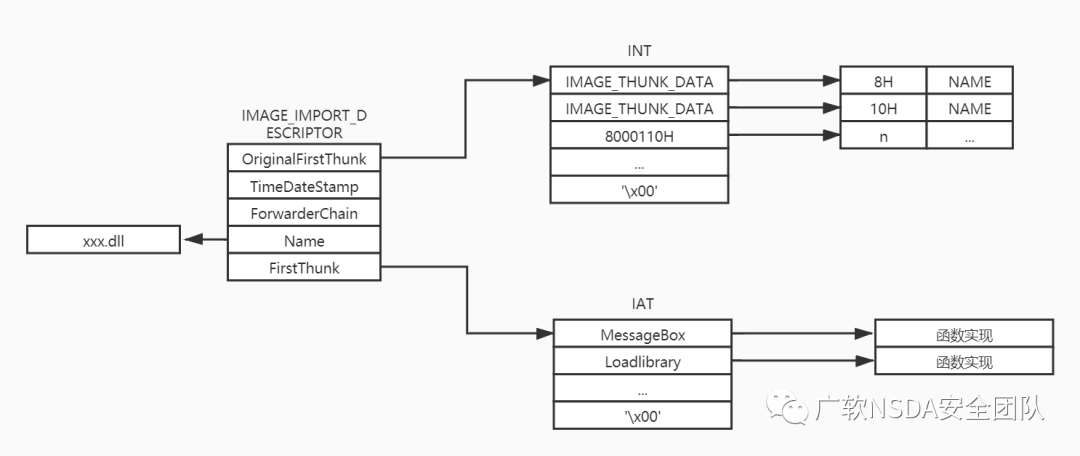 INT
IMAGE_THUNK_DATA
8H
NAME
IMAGE_THUNK_DATA
10H
NAME
8000110H
n
...
...
'\x00'
IMAGE_IMPORT_D
ESCRIPTOR
OriginalFirstThunk
TimeDateStamp
ForwarderChain
Name
FirstThunk
xxx.dll
IAT
MessageBox
函数实现
Loadlibrary
函数实现
...
'\x00'
广软NSDA安全团队